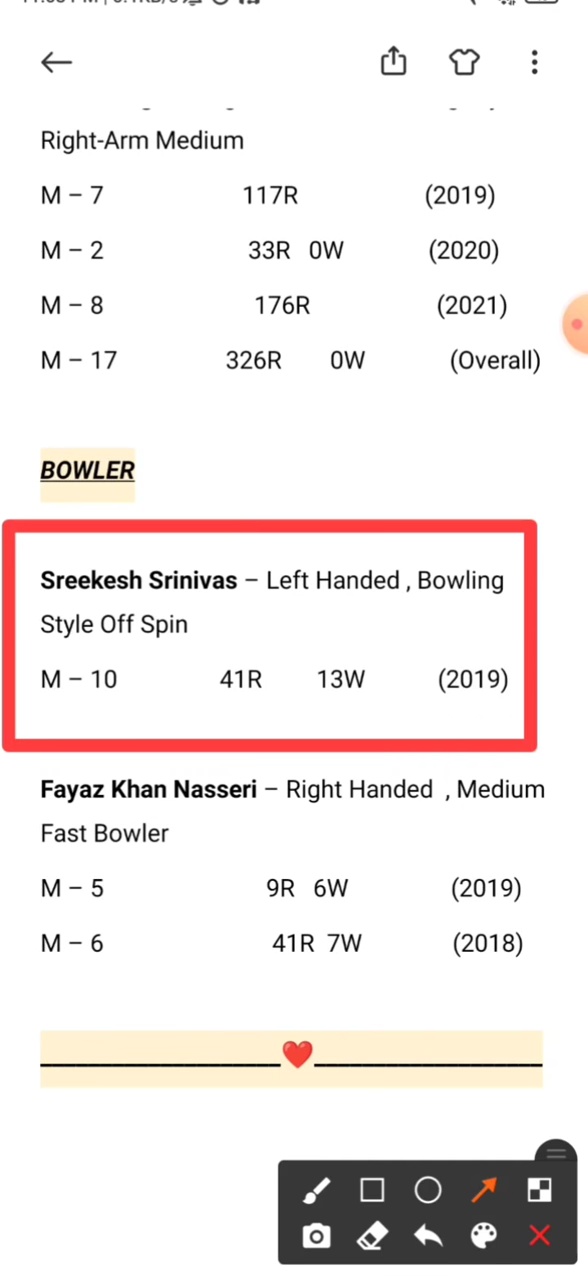 Right-Arm Medium
M – 7 117R (2019)
M – 2 33R 0W (2020)
M – 8 176R (2021)
M – 17 326R 0W (Overall)
BOWLER
Sreekesh Srinivas – Left Handed , Bowling
Style Off Spin
M – 10 41R 13W (2019)
Fayaz Khan Nasseri – Right Handed , Medium
Fast Bowler
M – 5 9R 6W (2019)
M – 6 41R 7W (2018)